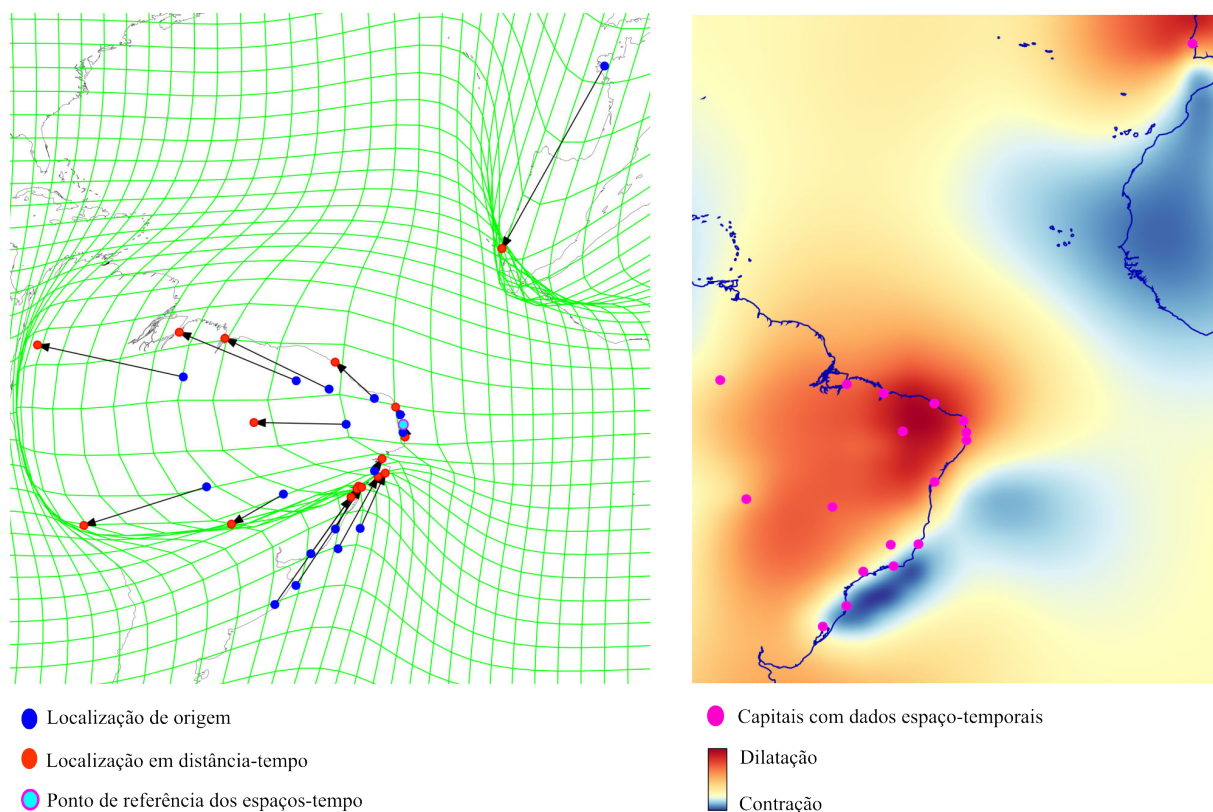 Localização de origem
Localização em distância-tempo
Ponto de referência dos espaços-tempo
Capitais com dados espaço-temporais
Dilatação
Contração